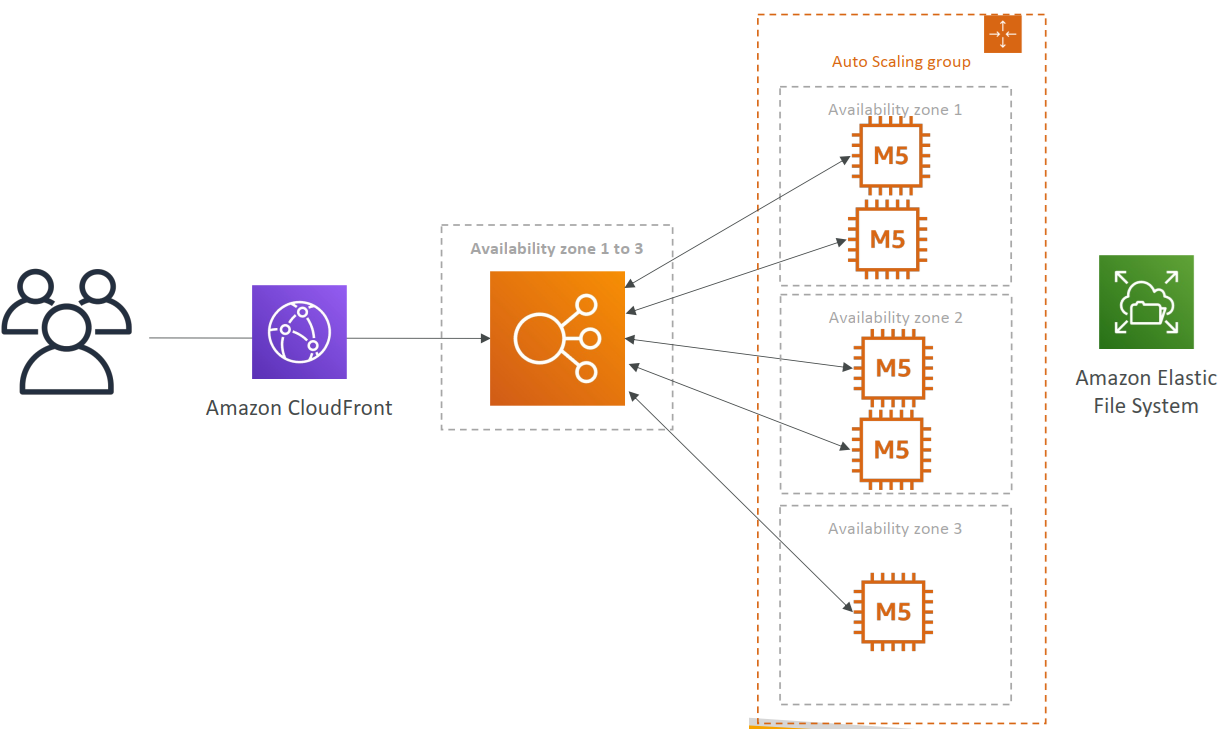 Auto Scaling group
Availability zone 1
M5
M5
Availability zone 1 to 3
Availability zone 2
M5
M5
Amazon CloudFront
Amazon Elastic
File System
Availability zone 3
M5